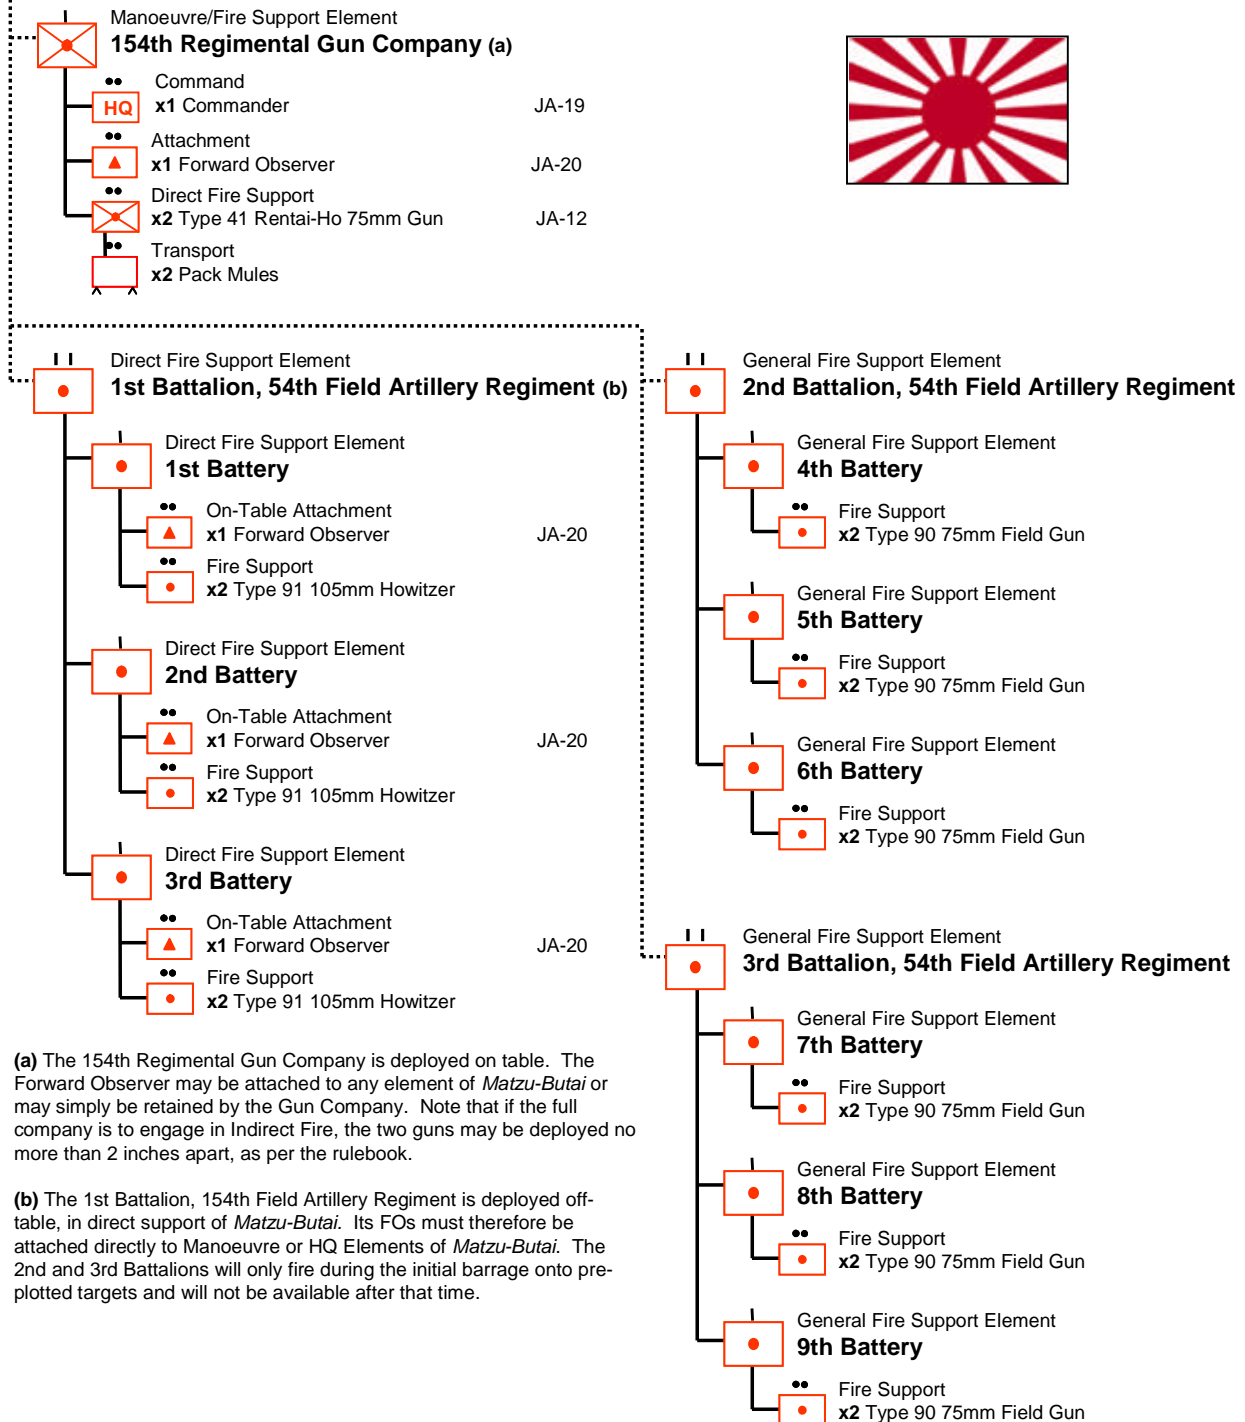 Manoeuvre/Fire Support Element
154th Regimental Gun Company (a)
Command
HQ x1 Commander JA-19
Attachment
x1 Forward Observer JA-20
Direct Fire Support
x2 Type 41 Rentai-Ho 75mm Gun JA-12
Transport
x2 Pack Mules
Direct Fire Support Element
1st Battalion, 54th Field Artillery Regiment (b)
Direct Fire Support Element
1st Battery
On-Table Attachment
x1 Forward Observer JA-20
Fire Support
x2 Type 91 105mm Howitzer
Direct Fire Support Element
2nd Battery
On-Table Attachment
x1 Forward Observer JA-20
Fire Support
x2 Type 91 105mm Howitzer
Direct Fire Support Element
3rd Battery
On-Table Attachment
x1 Forward Observer JA-20
Fire Support
x2 Type 91 105mm Howitzer
(a) The 154th Regimental Gun Company is deployed on table. The
Forward Observer may be attached to any element of Matzu-Butai or
may simply be retained by the Gun Company. Note that if the full
company is to engage in Indirect Fire, the two guns may be deployed no
more than 2 inches apart, as per the rulebook.
(b) The 1st Battalion, 154th Field Artillery Regiment is deployed off-
table, in direct support of Matzu-Butai. Its FOs must therefore be
attached directly to Manoeuvre or HQ Elements of Matzu-Butai. The
2nd and 3rd Battalions will only fire during the initial barrage onto pre-
plotted targets and will not be available after that time.
General Fire Support Element
2nd Battalion, 54th Field Artillery Regiment
General Fire Support Element
4th Battery
Fire Support
x2 Type 90 75mm Field Gun
General Fire Support Element
5th Battery
Fire Support
x2 Type 90 75mm Field Gun
General Fire Support Element
6th Battery
Fire Support
x2 Type 90 75mm Field Gun
General Fire Support Element
3rd Battalion, 54th Field Artillery Regiment
General Fire Support Element
7th Battery
Fire Support
x2 Type 90 75mm Field Gun
General Fire Support Element
8th Battery
Fire Support
x2 Type 90 75mm Field Gun
General Fire Support Element
9th Battery
Fire Support
x2 Type 90 75mm Field Gun